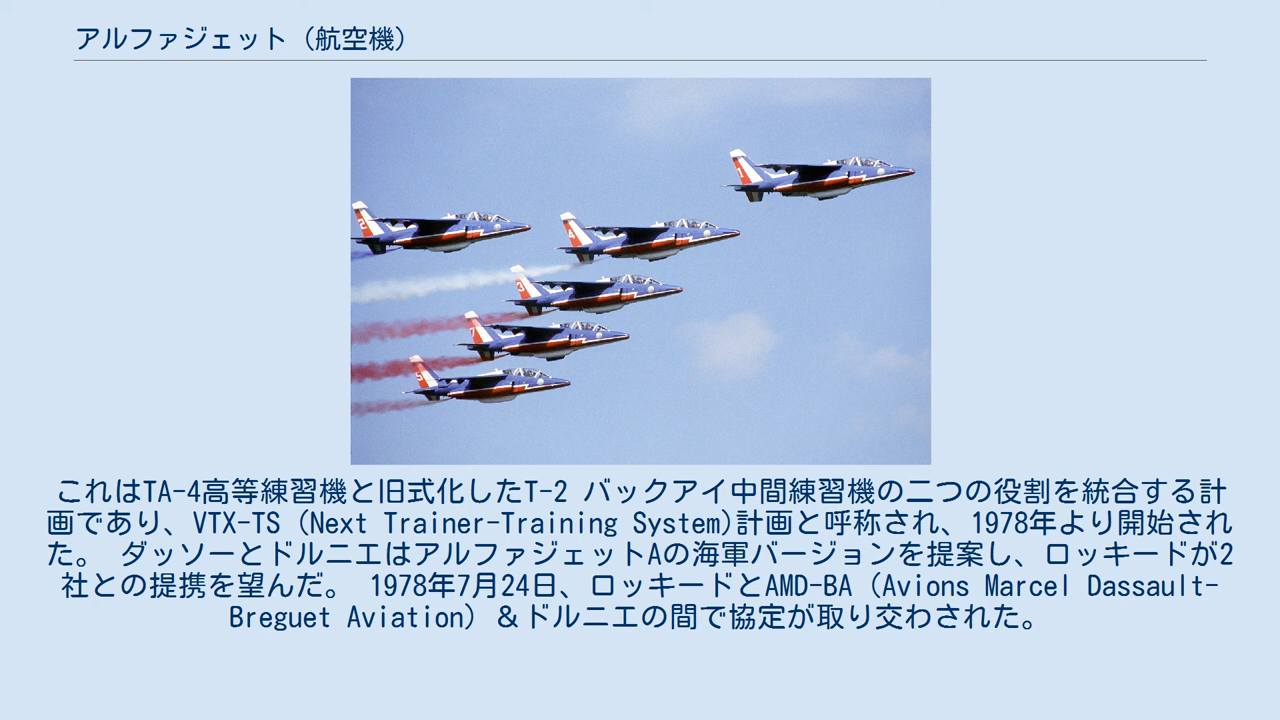 アルファジェット（航空機）
これはTA-4高等練習機と旧式化したT-2 バックアイ中間練習機の二つの役割を統合する計
画であり、VTX-TS (Next Trainer-Training System)計画と呼称され、1978年より開始され
た。 ダッソーとドルニエはアルファジェットAの海軍バージョンを提案し、ロッキードが2
社との提携を望んだ。 1978年7月24日、ロッキードとAMD-BA（Avions Marcel Dassault-
Breguet Aviation）＆ドルニエの間で協定が取り交わされた。